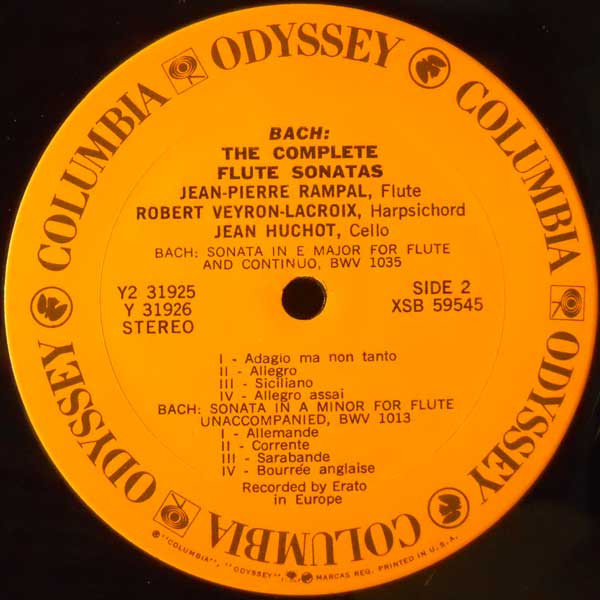 COLUMBIA ODYSSEY COLUMBIA ODYSSEY COLUMBIA ODYSSEY
BACH:
THE COMPLETE
FLUTE SONATAS
JEAN-PIERRE RAMPAL, Flute
ROBERT VEYRON-LACROIX, Harpsichord
JEAN HUCHOT, Cello
BACH: SONATA IN E MAJOR FOR FLUTE
AND CONTINUO, BWV 1035
Y2 31925
Y 31926
STEREO
SIDE 2
XSB 59545
I - Adagio ma non tanto
II - Allegro
III - Siciliano
IV - Allegro assai
BACH: SONATA IN A MINOR FOR FLUTE
UNACCOMPANIED, BWV 1013
I - Allemande
II - Corrente
III - Sarabande
IV - Bourrée anglaise
Recorded by Erato
in Europe
® "COLUMBIA", "ODYSSEY", MARCAS REG. PRINTED IN U.S.A.